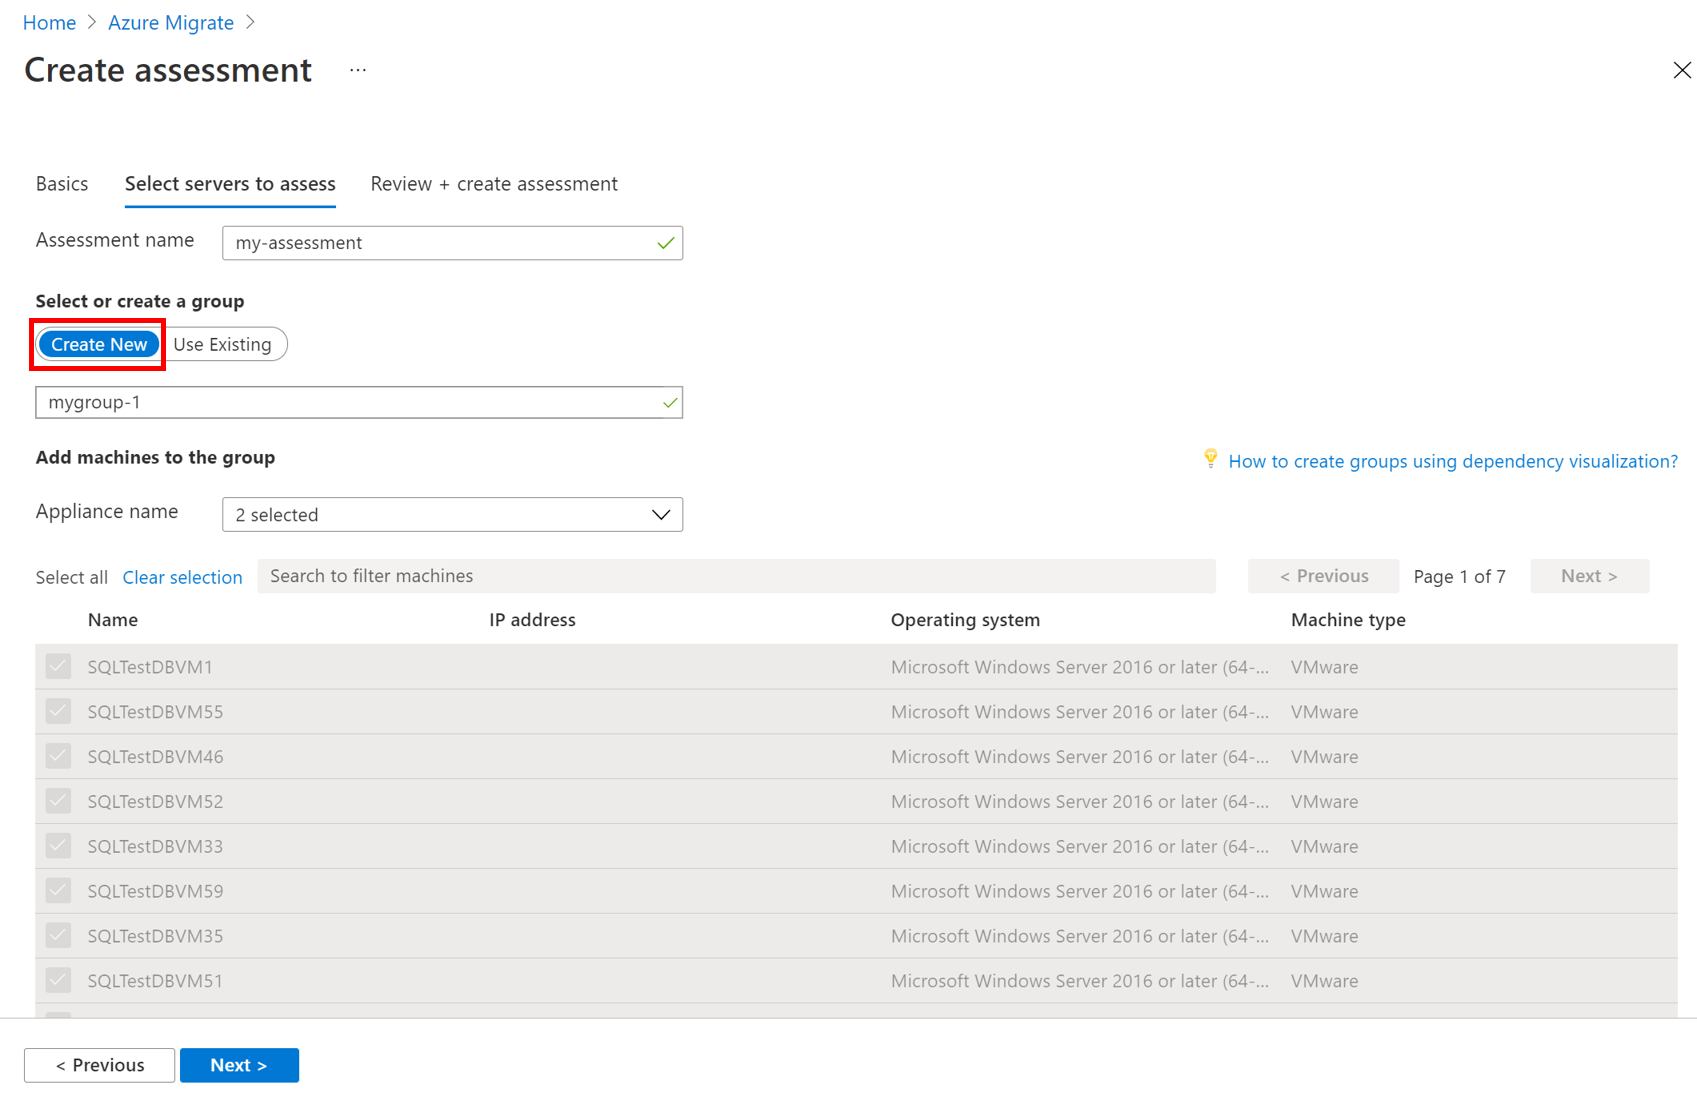 Home > Azure Migrate >
Create assessment ...
Basics Select servers to assess Review + create assessment
Assessment name my-assessment
Select or create a group
Create New Use Existing
mygroup-1
Add machines to the group
How to create groups using dependency visualization?
Appliance name 2 selected
Select all Clear selection Search to filter machines < Previous Page 1 of 7 Next >
Name IP address Operating system Machine type
SQLTestDBVM1 Microsoft Windows Server 2016 or later (64-... VMware
SQLTestDBVM55 Microsoft Windows Server 2016 or later (64-... VMware
SQLTestDBVM46 Microsoft Windows Server 2016 or later (64-... VMware
SQLTestDBVM52 Microsoft Windows Server 2016 or later (64-... VMware
SQLTestDBVM33 Microsoft Windows Server 2016 or later (64-... VMware
SQLTestDBVM59 Microsoft Windows Server 2016 or later (64-... VMware
SQLTestDBVM35 Microsoft Windows Server 2016 or later (64-... VMware
SQLTestDBVM51 Microsoft Windows Server 2016 or later (64-... VMware
< Previous Next >